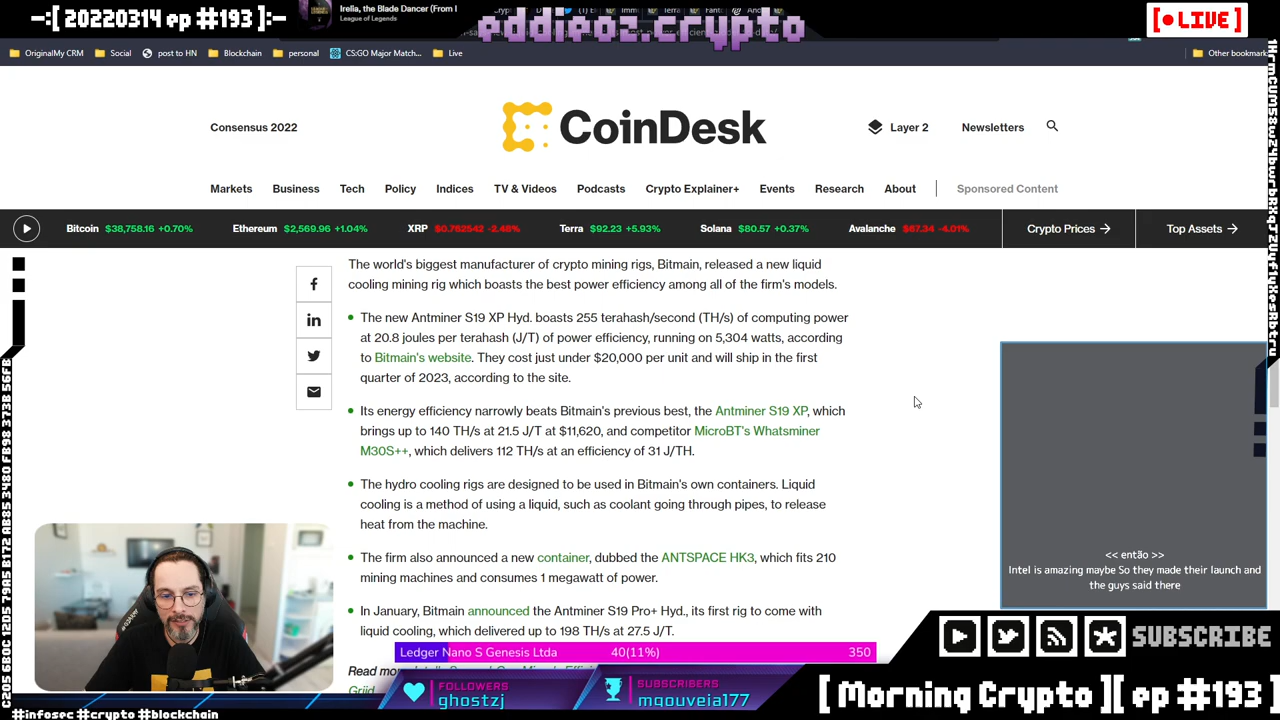 -:[ 20220314 ep #193]:-
Irelia, the Blade Dancer (From l
League of Legends
eddieoz.crypto
[●LIVE]
OriginalMy CRM
Social
post to HN
Blockchain
personal
CS:GO Major Match...
Live
Other bookmark
Consensus 2022
CoinDesk
Layer 2
Newsletters
Markets
Business
Tech
Policy
Indices
TV & Videos
Podcasts
Crypto Explainer+
Events
Research
About
Sponsored Content
Bitcoin $38,758.16 +0.70%
Ethereum $2,569.96 +1.04%
XRP $0.762542 -2.46%
Terra $92.23 +5.93%
Solana $80.57 +0.37%
Avalanche $67.34 -4.01%
Crypto Prices →
Top Assets →
The world's biggest manufacturer of crypto mining rigs, Bitmain, released a new liquid
cooling mining rig which boasts the best power efficiency among all of the firm's models.
The new Antminer S19 XP Hyd. boasts 255 terahash/second (TH/s) of computing power
at 20.8 joules per terahash (J/T) of power efficiency, running on 5,304 watts, according
to Bitmain's website. They cost just under $20,000 per unit and will ship in the first
quarter of 2023, according to the site.
Its energy efficiency narrowly beats Bitmain's previous best, the Antminer S19 XP, which
brings up to 140 TH/s at 21.5 J/T at $11,620, and competitor MicroBT's Whatsminer
M30S++, which delivers 112 TH/s at an efficiency of 31 J/TH.
The hydro cooling rigs are designed to be used in Bitmain's own containers. Liquid
cooling is a method of using a liquid, such as coolant going through pipes, to release
heat from the machine.
The firm also announced a new container, dubbed the ANTSPACE HK3, which fits 210
mining machines and consumes 1 megawatt of power.
In January, Bitmain announced the Antminer S19 Pro+ Hyd., its first rig to come with
liquid cooling, which delivered up to 198 TH/s at 27.5 J/T.
Read mo
Griid
<< então >>
Intel is amazing maybe So they made their launch and
the guys said there
Ledger Nano S Genesis Ltda
40(11%)
350
FOLLOWERS
ghostzj
SUBSCRIBERS
mgouveia177
SUBSCRIBE
[ Morning Crypto ][ ep #193 ]
#infosec #crypto #blockchain